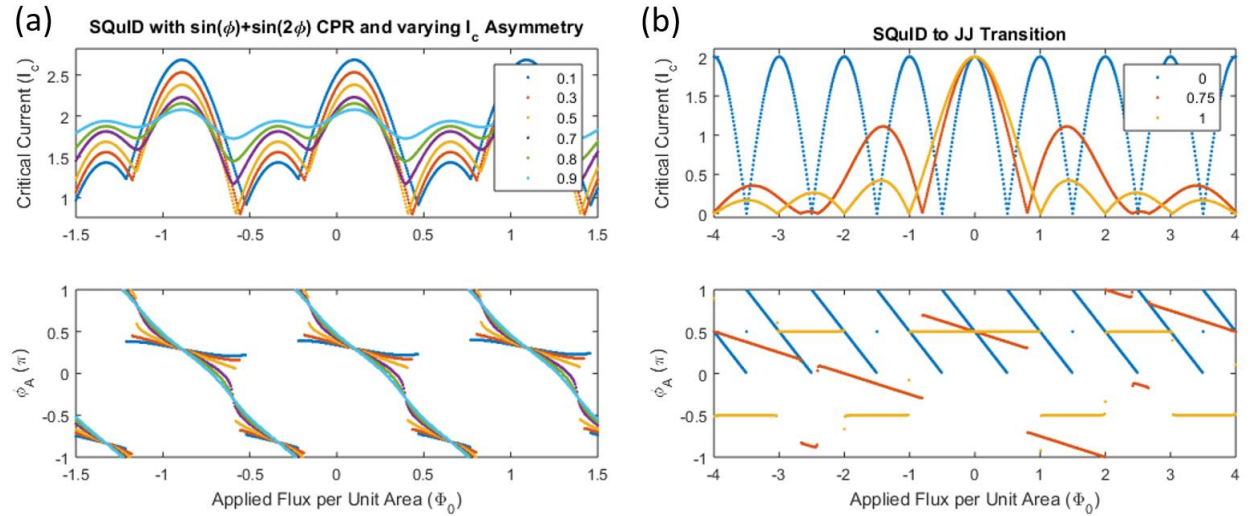 (a)
SQuID with sin(ϕ)+sin(2ϕ) CPR and varying I_c Asymmetry
Critical Current (I_c)
2.5
2
1.5
1
0.1
0.3
0.5
0.7
0.8
0.9
-1.5 -1 -0.5 0 0.5 1 1.5
ϕ_A (π)
1
0.5
0
-0.5
-1
-1.5 -1 -0.5 0 0.5 1 1.5
Applied Flux per Unit Area (Φ_0)
(b)
SQuID to JJ Transition
Critical Current (I_c)
2
1.5
1
0.5
0
0
0.75
1
-4 -3 -2 -1 0 1 2 3 4
ϕ_A (π)
1
0.5
0
-0.5
-1
-4 -3 -2 -1 0 1 2 3 4
Applied Flux per Unit Area (Φ_0)